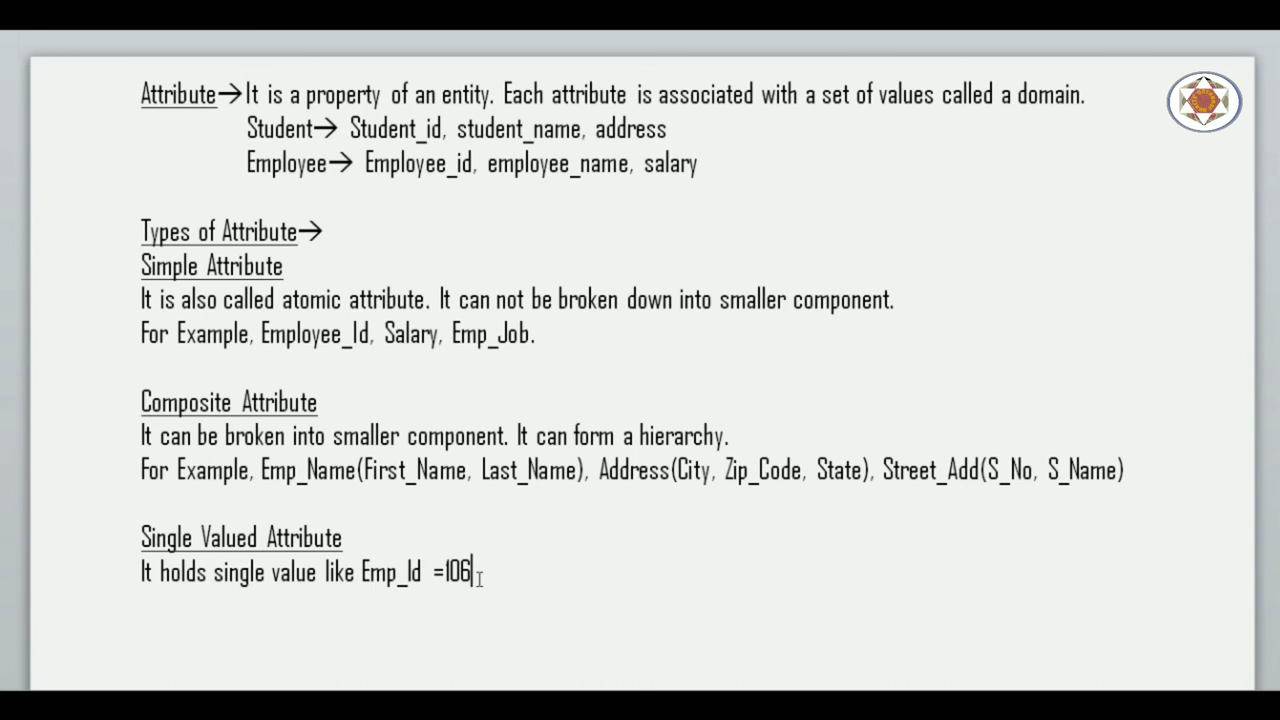 Attribute→It is a property of an entity. Each attribute is associated with a set of values called a domain.
Student→ Student_id, student_name, address
Employee→ Employee_id, employee_name, salary
Types of Attribute→
Simple Attribute
It is also called atomic attribute. It can not be broken down into smaller component.
For Example, Employee_Id, Salary, Emp_Job.
Composite Attribute
It can be broken into smaller component. It can form a hierarchy.
For Example, Emp_Name(First_Name, Last_Name), Address(City, Zip_Code, State), Street_Add(S_No, S_Name)
Single Valued Attribute
It holds single value like Emp_Id =106